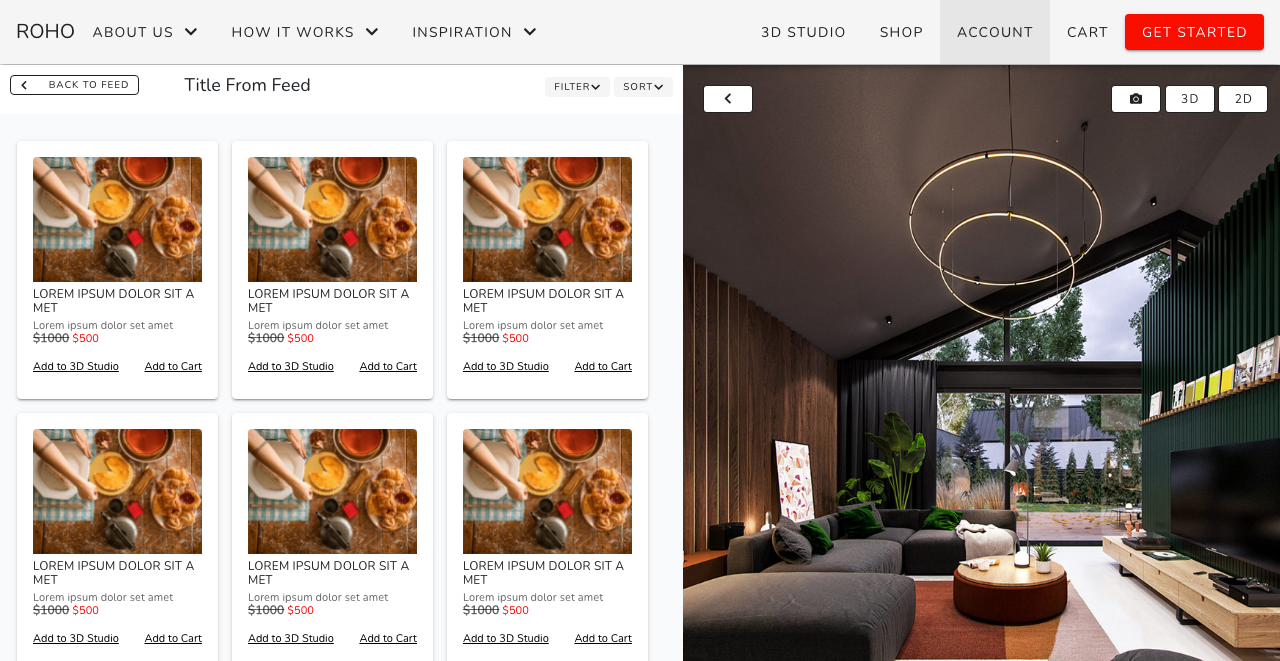 ROHO ABOUT US HOW IT WORKS INSPIRATION 3D STUDIO SHOP ACCOUNT CART GET STARTED
BACK TO FEED Title From Feed FILTER SORT
3D 2D
LOREM IPSUM DOLOR SIT A
MET
Lorem ipsum dolor set amet
$1000 $500
Add to 3D Studio Add to Cart
LOREM IPSUM DOLOR SIT A
MET
Lorem ipsum dolor set amet
$1000 $500
Add to 3D Studio Add to Cart
LOREM IPSUM DOLOR SIT A
MET
Lorem ipsum dolor set amet
$1000 $500
Add to 3D Studio Add to Cart
LOREM IPSUM DOLOR SIT A
MET
Lorem ipsum dolor set amet
$1000 $500
Add to 3D Studio Add to Cart
LOREM IPSUM DOLOR SIT A
MET
Lorem ipsum dolor set amet
$1000 $500
Add to 3D Studio Add to Cart
LOREM IPSUM DOLOR SIT A
MET
Lorem ipsum dolor set amet
$1000 $500
Add to 3D Studio Add to Cart